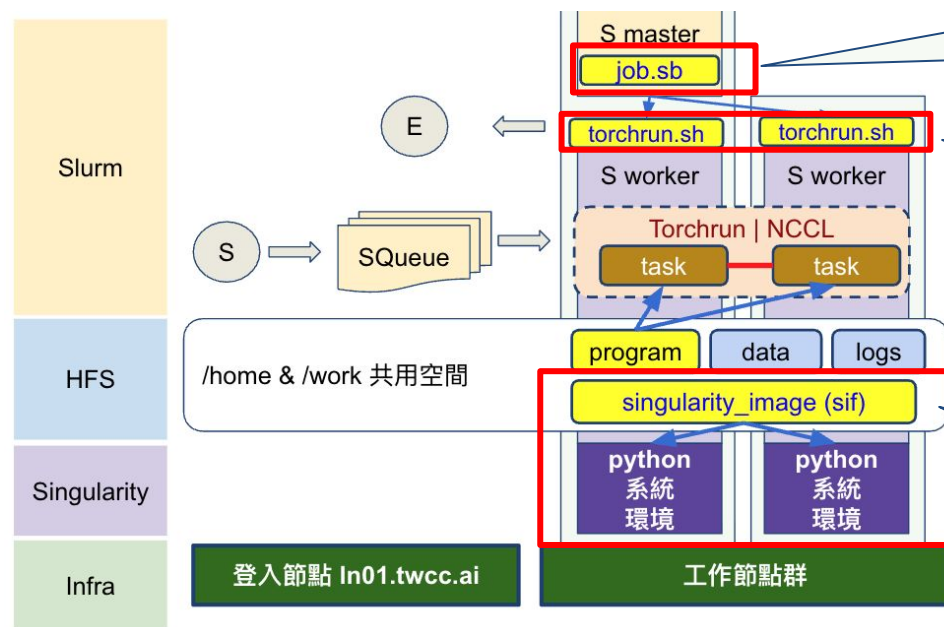 S master
job.sb
E
torchrun.sh
torchrun.sh
Slurm
S worker
S worker
Torchrun | NCCL
S
SQueue
task
task
HFS
/home & /work 共用空間
program
data
logs
singularity_image (sif)
Singularity
python
系統
環境
python
系統
環境
Infra
登入節點 ln01.twcc.ai
工作節點群